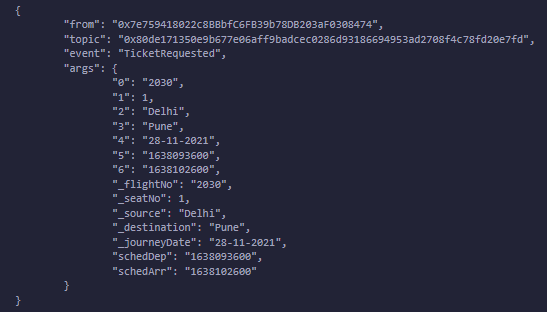 {
"from": "0x7e759418022c8BBbfC6FB39b78DB203aF0308474",
"topic": "0x80de171350e9b677e06aff9badcec0286d93186694953ad2708f4c78fd20e7fd",
"event": "TicketRequested",
"args": {
"0": "2030",
"1": 1,
"2": "Delhi",
"3": "Pune",
"4": "28-11-2021",
"5": "1638093600",
"6": "1638102600",
"_flightNo": "2030",
"_seatNo": 1,
"_source": "Delhi",
"_destination": "Pune",
"_journeyDate": "28-11-2021",
"schedDep": "1638093600",
"schedArr": "1638102600"
}
}